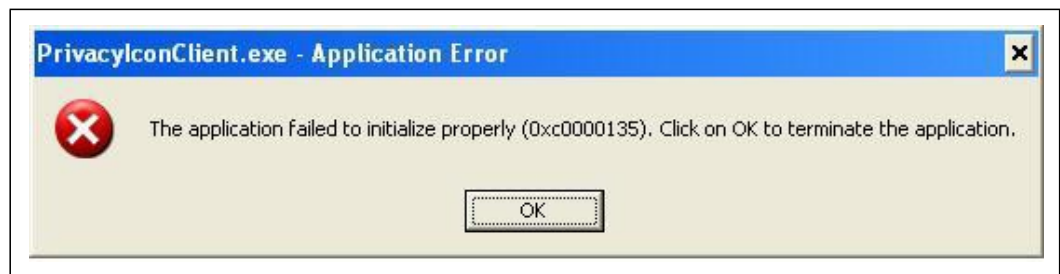 PrivacyIconClient.exe - Application Error
The application failed to initialize properly (0xc0000135). Click on OK to terminate the application.
OK